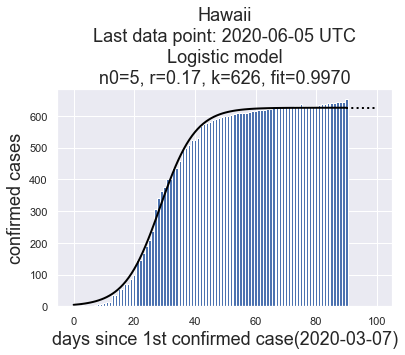 Hawaii
Last data point: 2020-06-05 UTC
Logistic model
n0=5, r=0.17, k=626, fit=0.9970
600
500
400
300
200
100
0
confirmed cases
0 20 40 60 80 100
days since 1st confirmed case(2020-03-07)